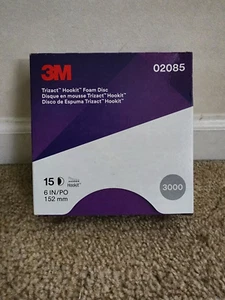 3M
02085
Trizact™ Hookit™ Foam Disc
Disque en mousse Trizact™ Hookit™
Disco de Espuma Trizact™ Hookit™
15
Hookit™
6 IN/PO
152 mm
3000